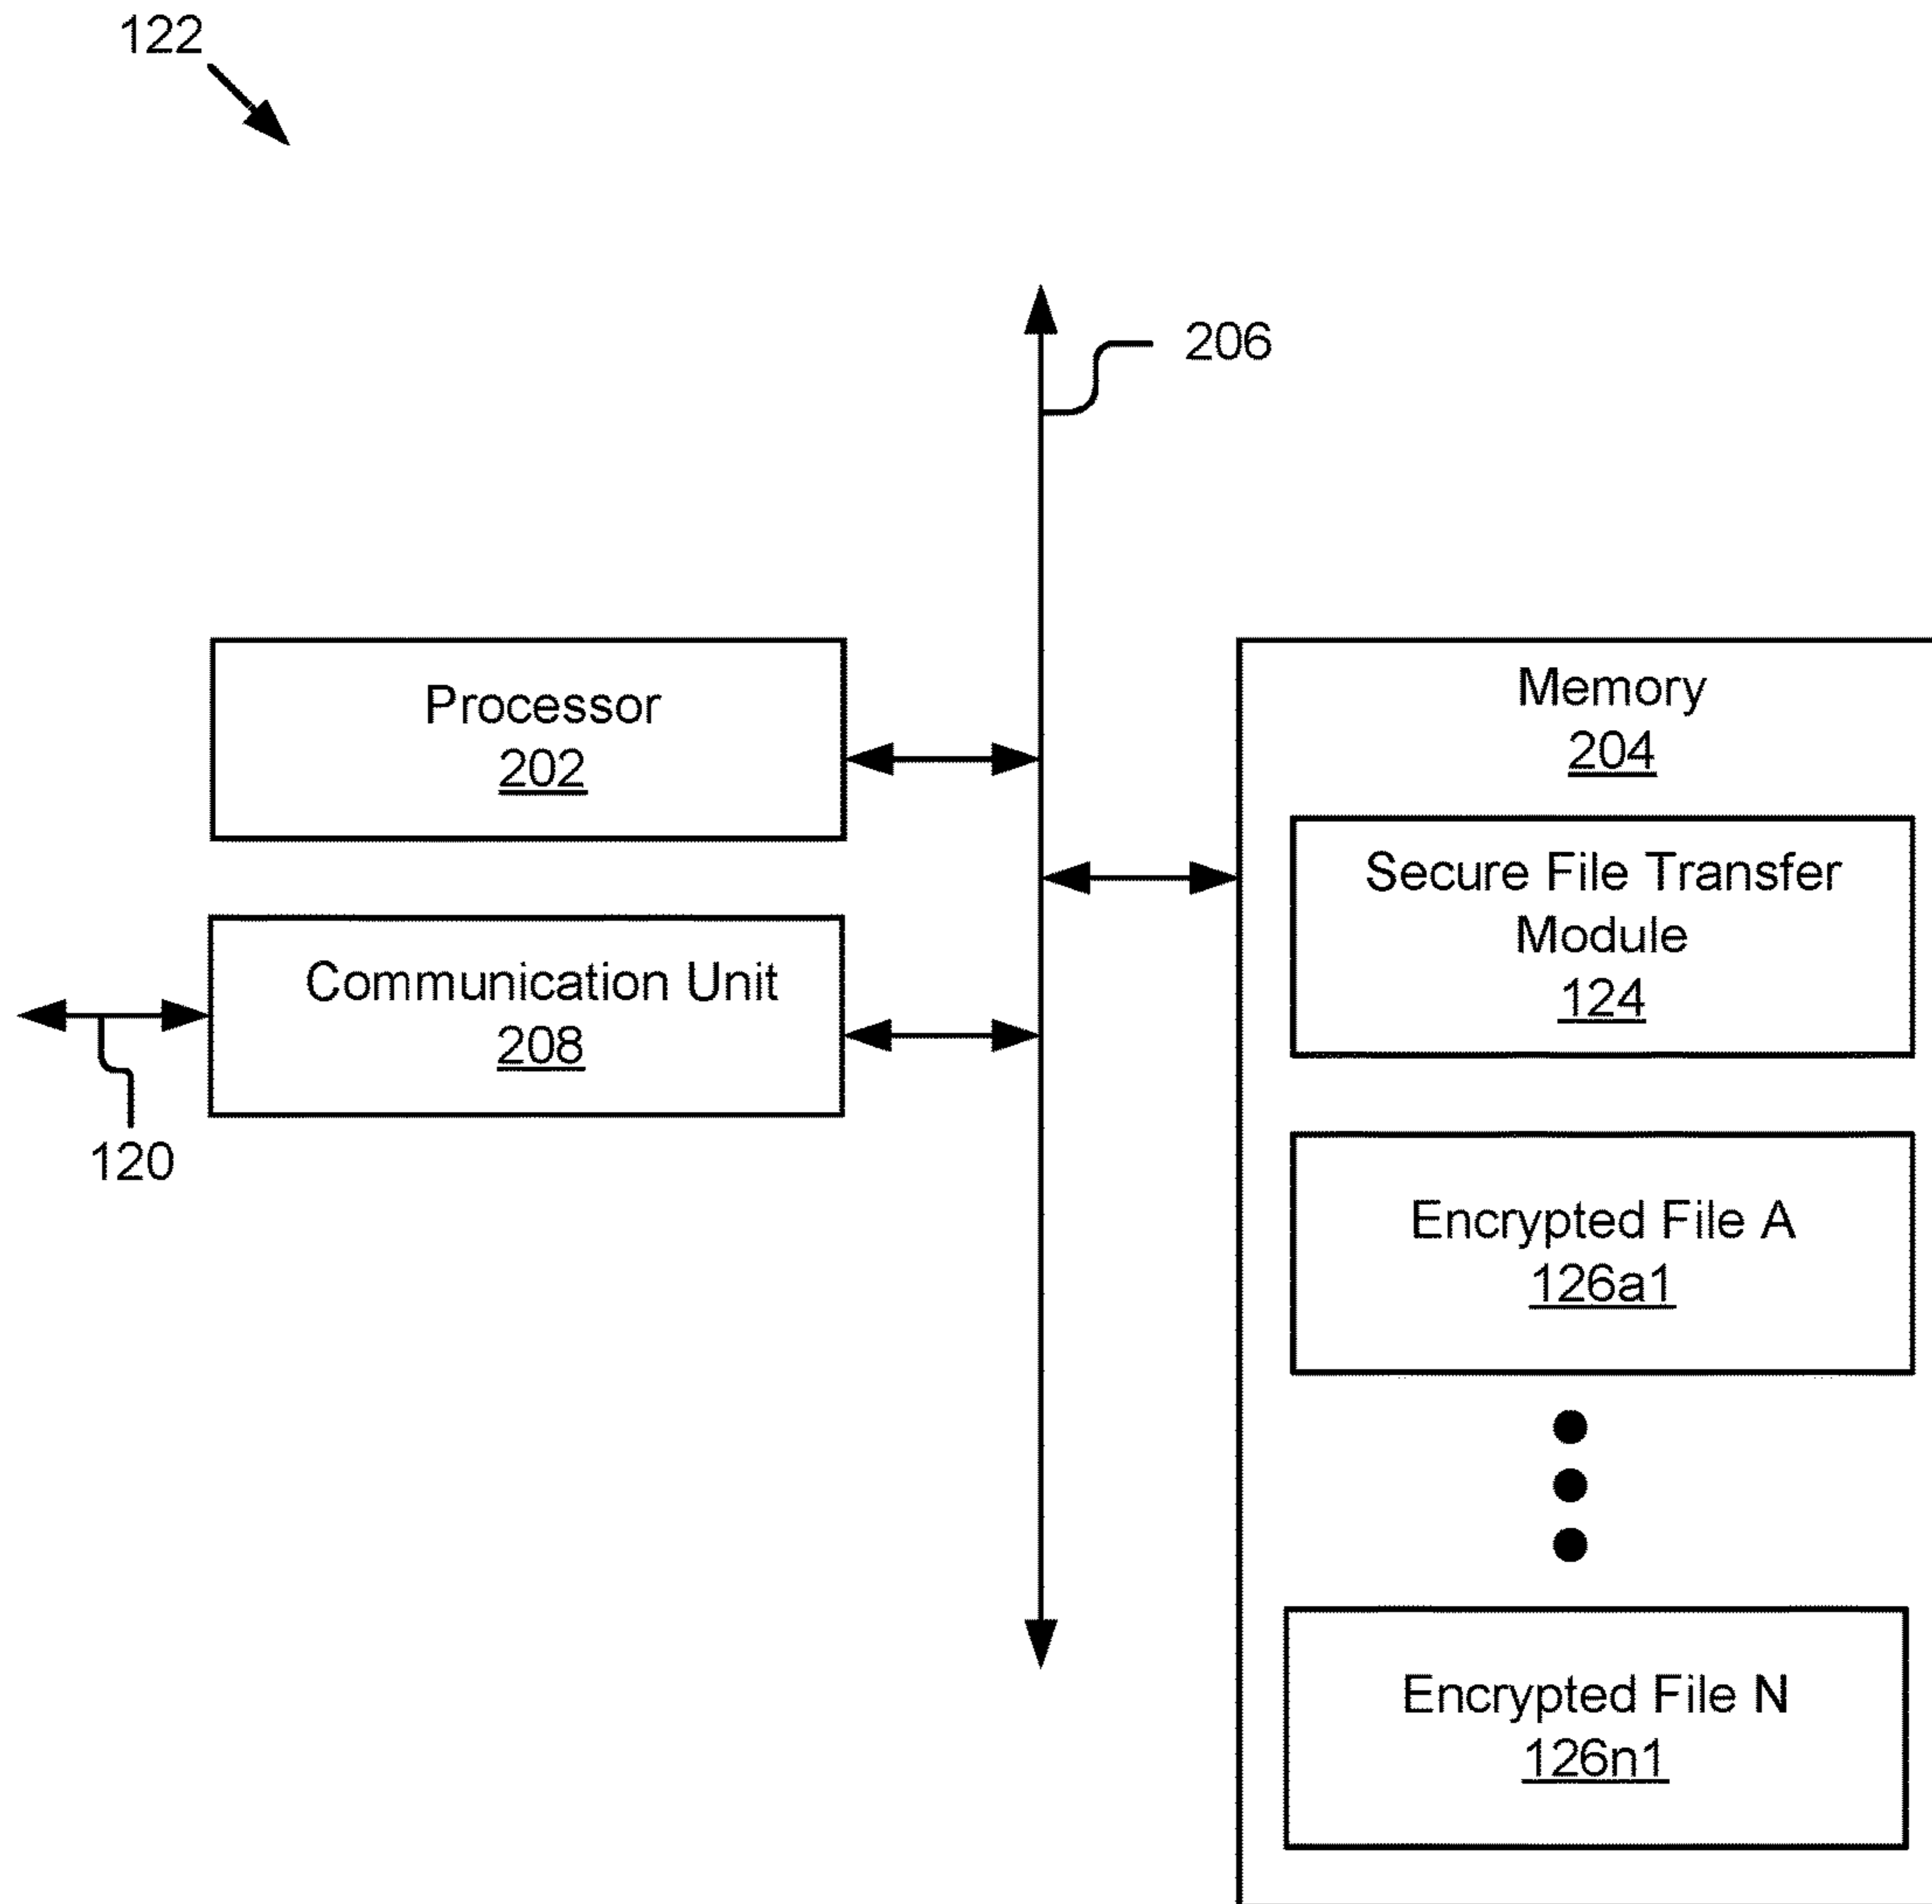 122
206
Processor
202
Communication Unit
208
120
Memory
204
Secure File Transfer
Module
124
Encrypted File A
126a1
Encrypted File N
126n1